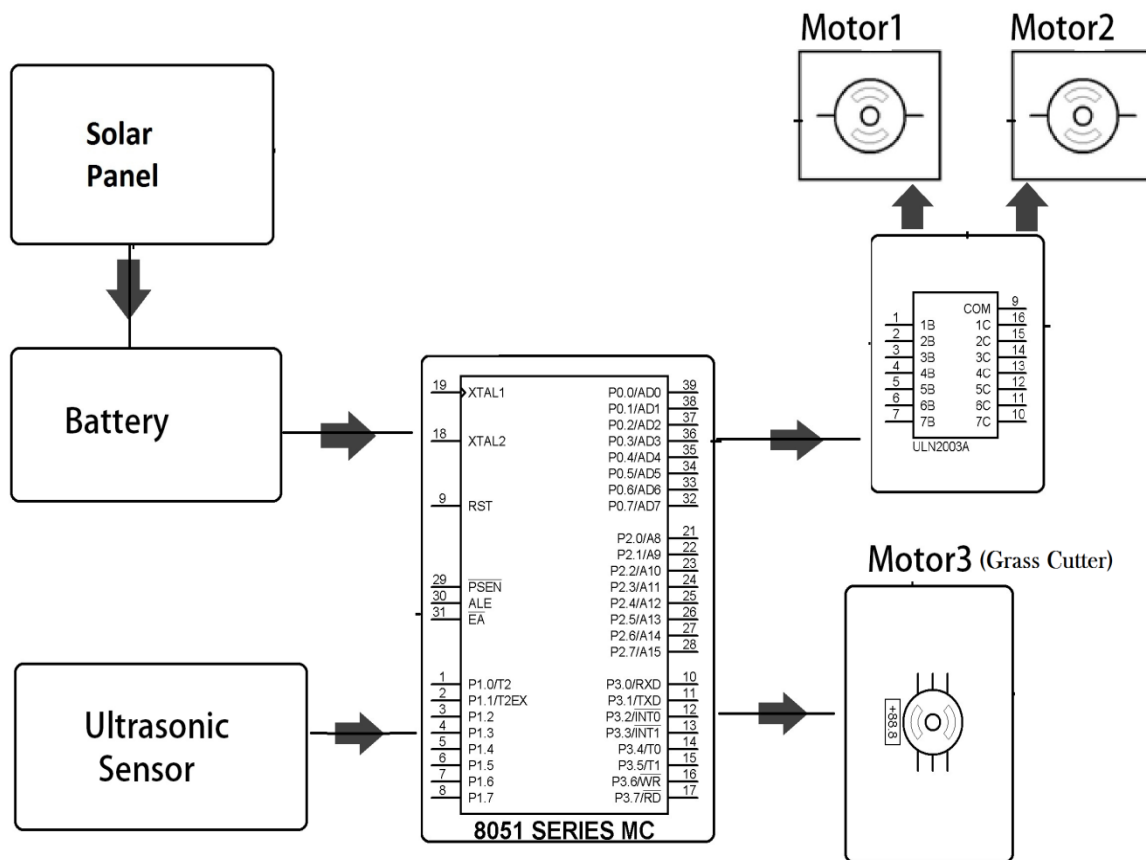 Motor1
Motor2
Solar
Panel
Battery
Ultrasonic
Sensor
19 XTAL1
18 XTAL2
9 RST
29 PSEN
30 ALE
31 EA
1 P1.0/T2
2 P1.1/T2EX
3 P1.2
4 P1.3
5 P1.4
6 P1.5
7 P1.6
8 P1.7
P0.0/AD0 39
P0.1/AD1 38
P0.2/AD2 37
P0.3/AD3 36
P0.4/AD4 35
P0.5/AD5 34
P0.6/AD6 33
P0.7/AD7 32
P2.0/A8 21
P2.1/A9 22
P2.2/A10 23
P2.3/A11 24
P2.4/A12 25
P2.5/A13 26
P2.6/A14 27
P2.7/A15 28
P3.0/RXD 10
P3.1/TXD 11
P3.2/INT0 12
P3.3/INT1 13
P3.4/T0 14
P3.5/T1 15
P3.6/WR 16
P3.7/RD 17
8051 SERIES MC
COM 9
1 1B 1C 16
2 2B 2C 15
3 3B 3C 14
4 4B 4C 13
5 5B 5C 12
6 6B 6C 11
7 7B 7C 10
ULN2003A
Motor3 (Grass Cutter)
+88.8